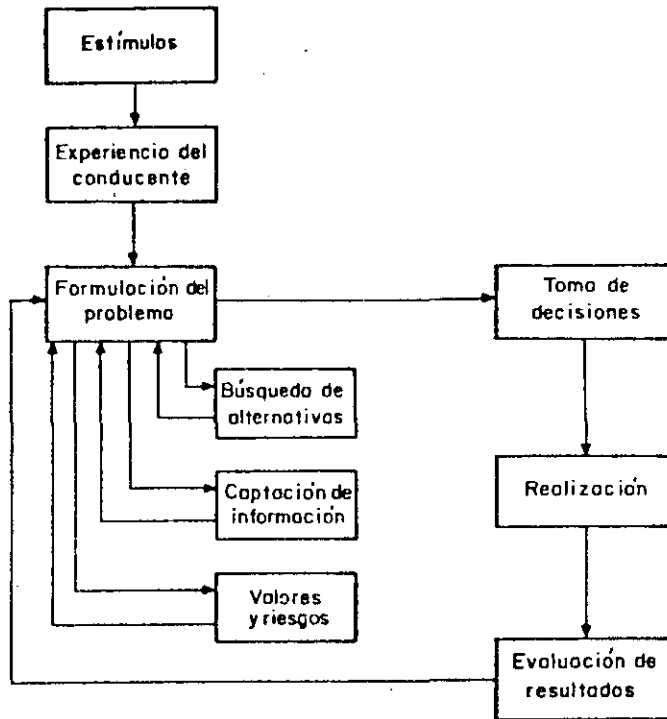 Estímulos
Experiencia del
conducente
Formulación del
problema
Toma de
decisiones
Búsqueda de
alternativas
Captación de
información
Realización
Valores
y riesgos
Evaluación de
resultados